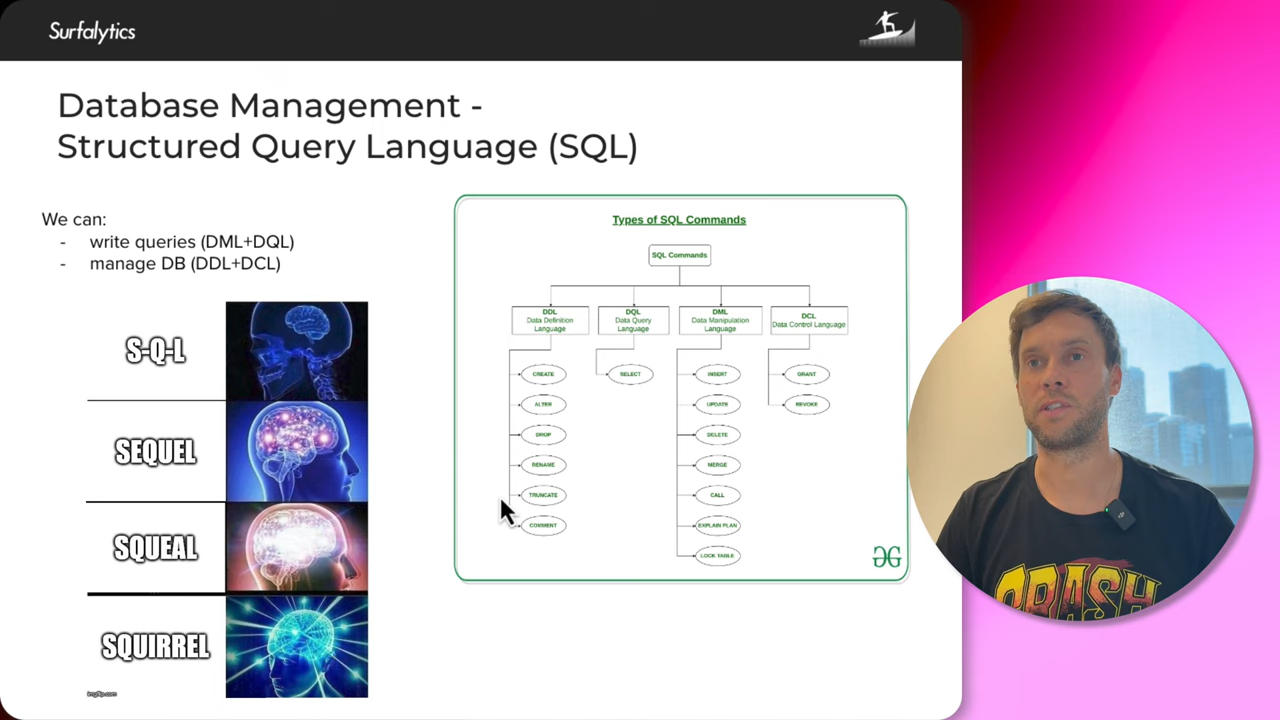 Surfalytics
Database Management -
Structured Query Language (SQL)
We can:
- write queries (DML+DQL)
- manage DB (DDL+DCL)
S-Q-L
SEQUEL
SQUEAL
SQUIRREL
imgflip.com
Types of SQL Commands
SQL Commands
DDL
Data Definition
Language
DQL
Data Query
Language
DML
Data Manipulation
Language
DCL
Data Control Language
CREATE
ALTER
DROP
RENAME
TRUNCATE
COMMENT
SELECT
INSERT
UPDATE
DELETE
MERGE
CALL
EXPLAIN PLAN
LOCK TABLE
GRANT
REVOKE
CRASH